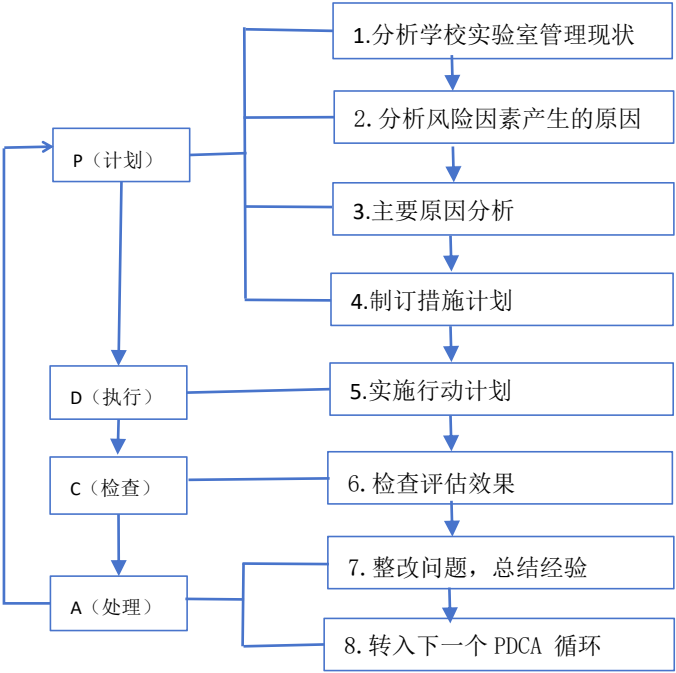 1.分析学校实验室管理现状
2.分析风险因素产生的原因
P（计划）
3.主要原因分析
4.制订措施计划
D（执行）
5.实施行动计划
C（检查）
6.检查评估效果
7.整改问题，总结经验
A（处理）
8.转入下一个 PDCA 循环